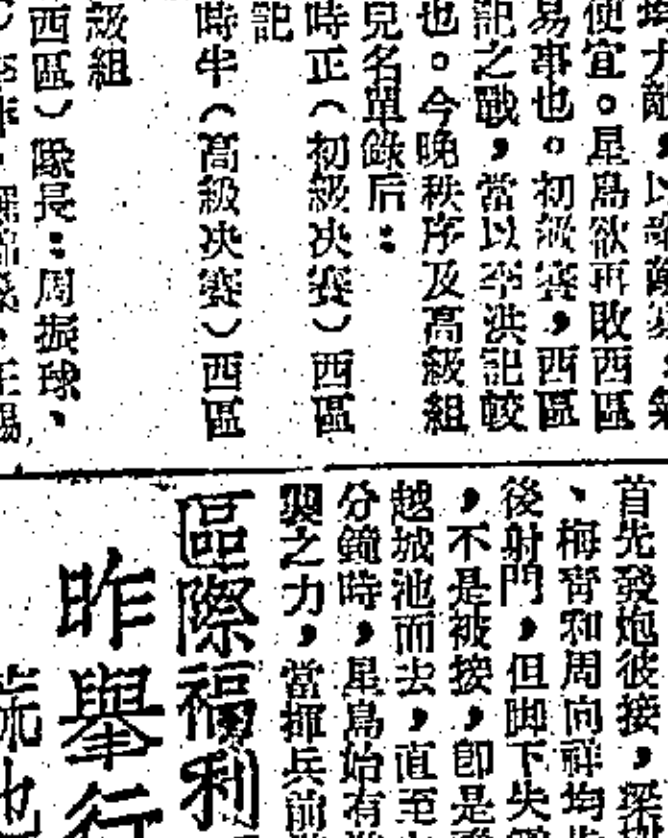 便宜。星島欲再敗西區
易事也。初級賽,西區
記之戰,當以李洪記較
也。今晚秩序及高級組
兒名單錄后:
時正(初級決賽)西區
記
時半(高級決賽)西區
級組
西區)隊長:周振球、
首先發炮彼接,
、梅靑和周向祥均
後射門,但脚下失
,不是被接,卽是
越城池而去,直至
分鐘時,星島始有
之力,當揮兵前
區際福利
昨舉行